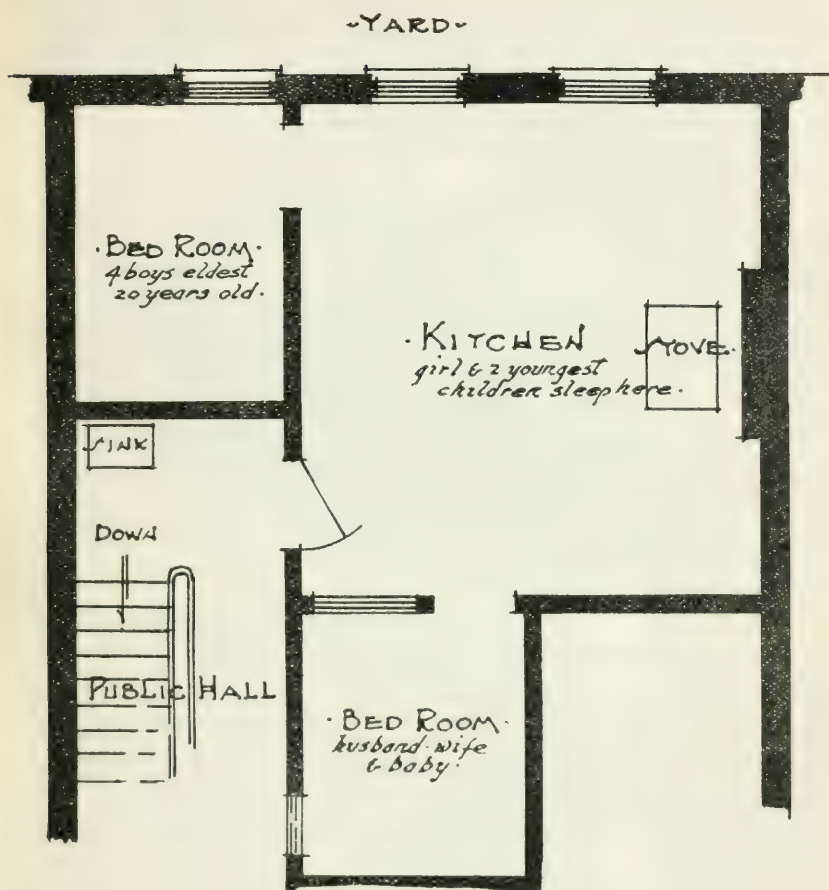 -YARD-
·BED ROOM·
4 boys eldest
20 years old·
·KITCHEN
girl & 2 youngest
children sleep here·
STOVE·
SINK
DOWN
PUBLIC HALL
·BED ROOM·
husband·wife
& baby·